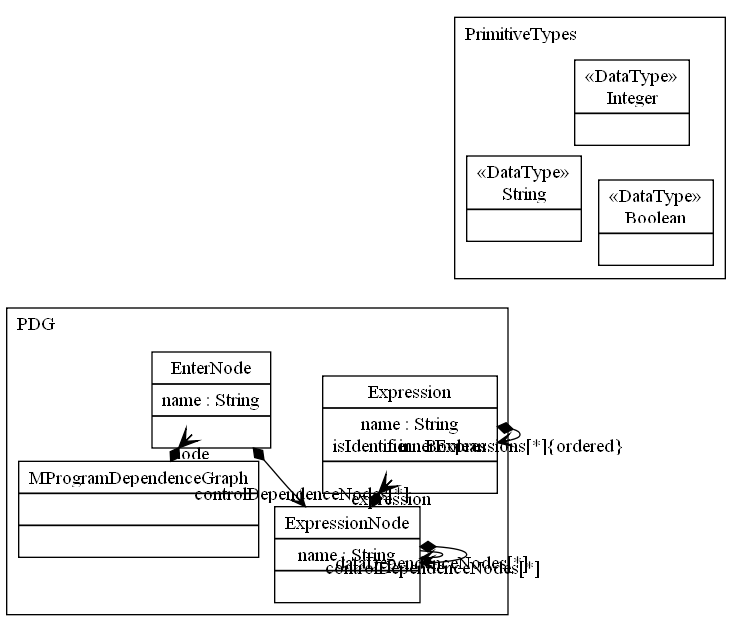 PrimitiveTypes
«DataType»
Integer
«DataType»
String
«DataType»
Boolean
PDG
EnterNode
name : String
Expression
name : String
isIdentifier : Boolean
innerExpressions[*]{ordered}
node
MProgramDependenceGraph
controlDependenceNodes[*]
expression
ExpressionNode
name : String
dataDependenceNodes[*]
controlDependenceNodes[*]